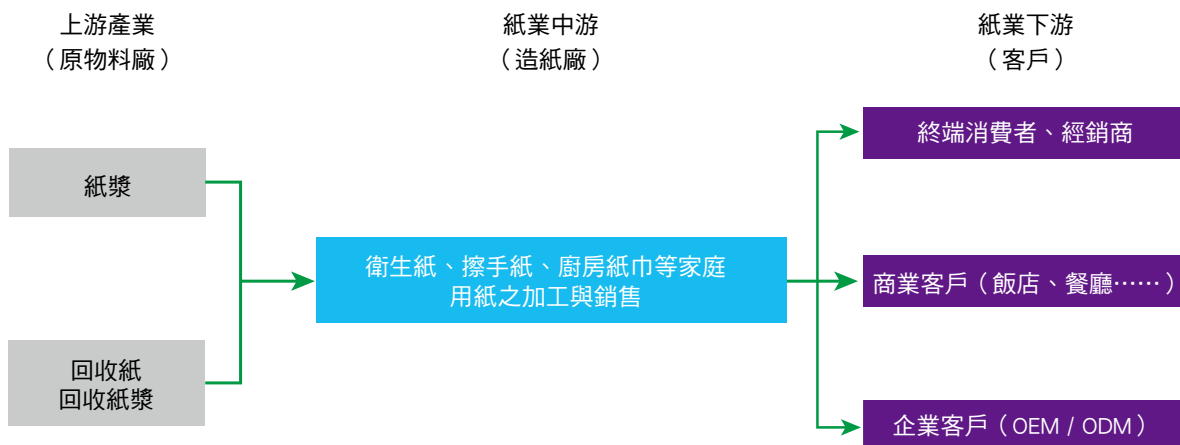 上游產業
（原物料廠）
紙業中游
（造紙廠）
紙業下游
（客戶）
紙漿
回收紙
回收紙漿
衛生紙、擦手紙、廚房紙巾等家庭
用紙之加工與銷售
終端消費者、經銷商
商業客戶（飯店、餐廳……）
企業客戶（OEM / ODM）